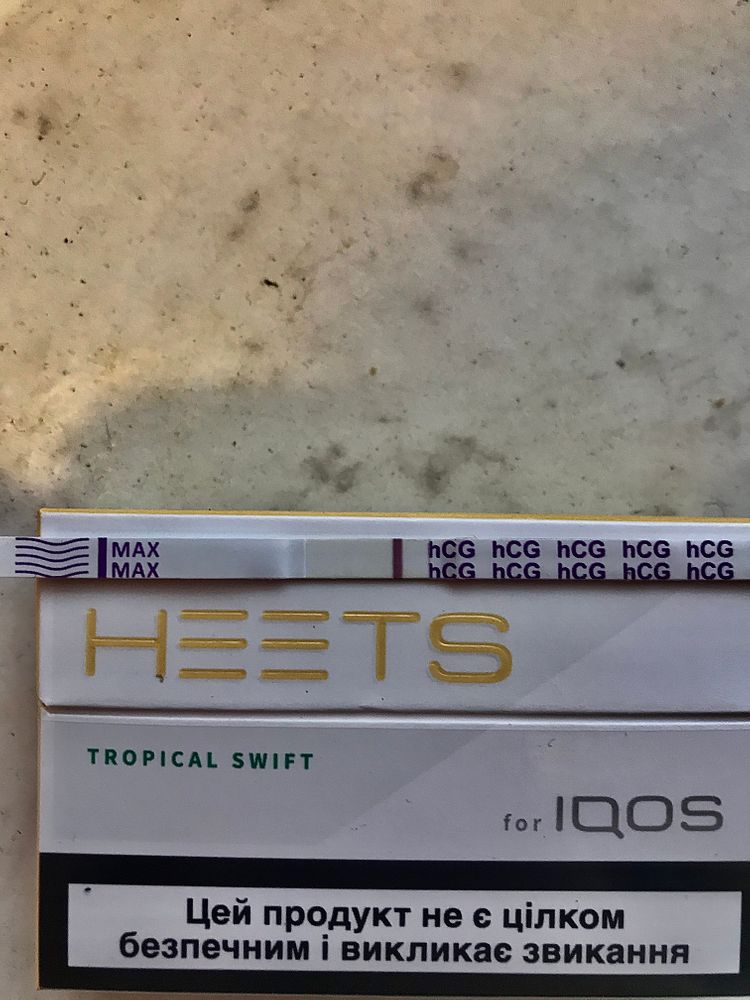 MAX
MAX
hCG hCG hCG hCG hCG
hCG hCG hCG hCG hCG
HEETS
TROPICAL SWIFT
for IQOS
Цей продукт не є цілком
безпечним і викликає звикання